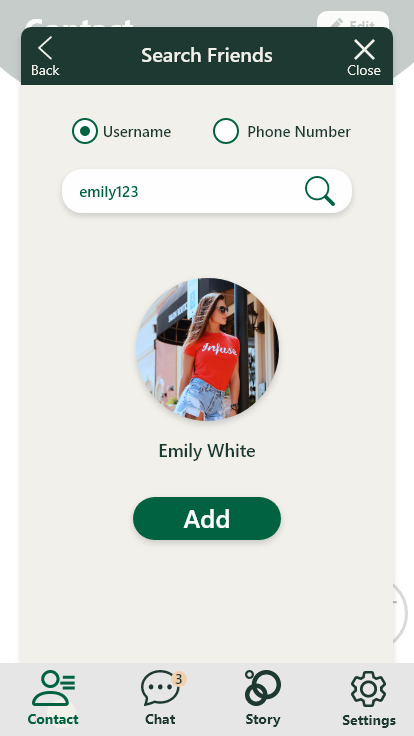 Contact
Edit
Back
Search Friends
Close
Username
Phone Number
emily123
Infuse
Emily White
Add
3
Contact
Chat
Story
Settings